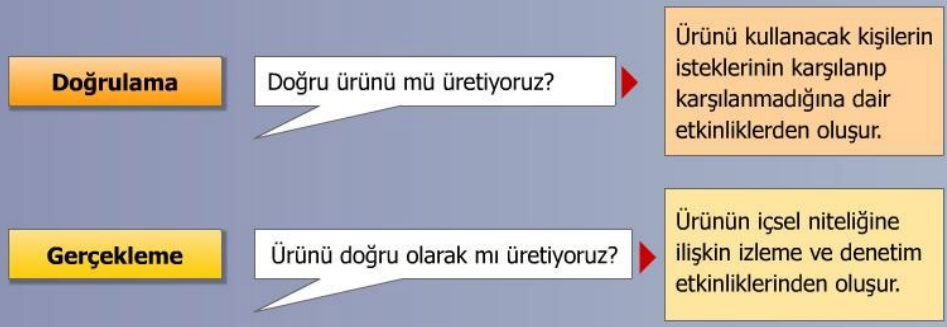 Doğrulama
Doğru ürünü mü üretiyoruz?
Ürünü kullanacak kişilerin
isteklerinin karşılanıp
karşılanmadığına dair
etkinliklerden oluşur.
Gerçekleme
Ürünü doğru olarak mı üretiyoruz?
Ürünün içsel niteliğine
ilişkin izleme ve denetim
etkinliklerinden oluşur.